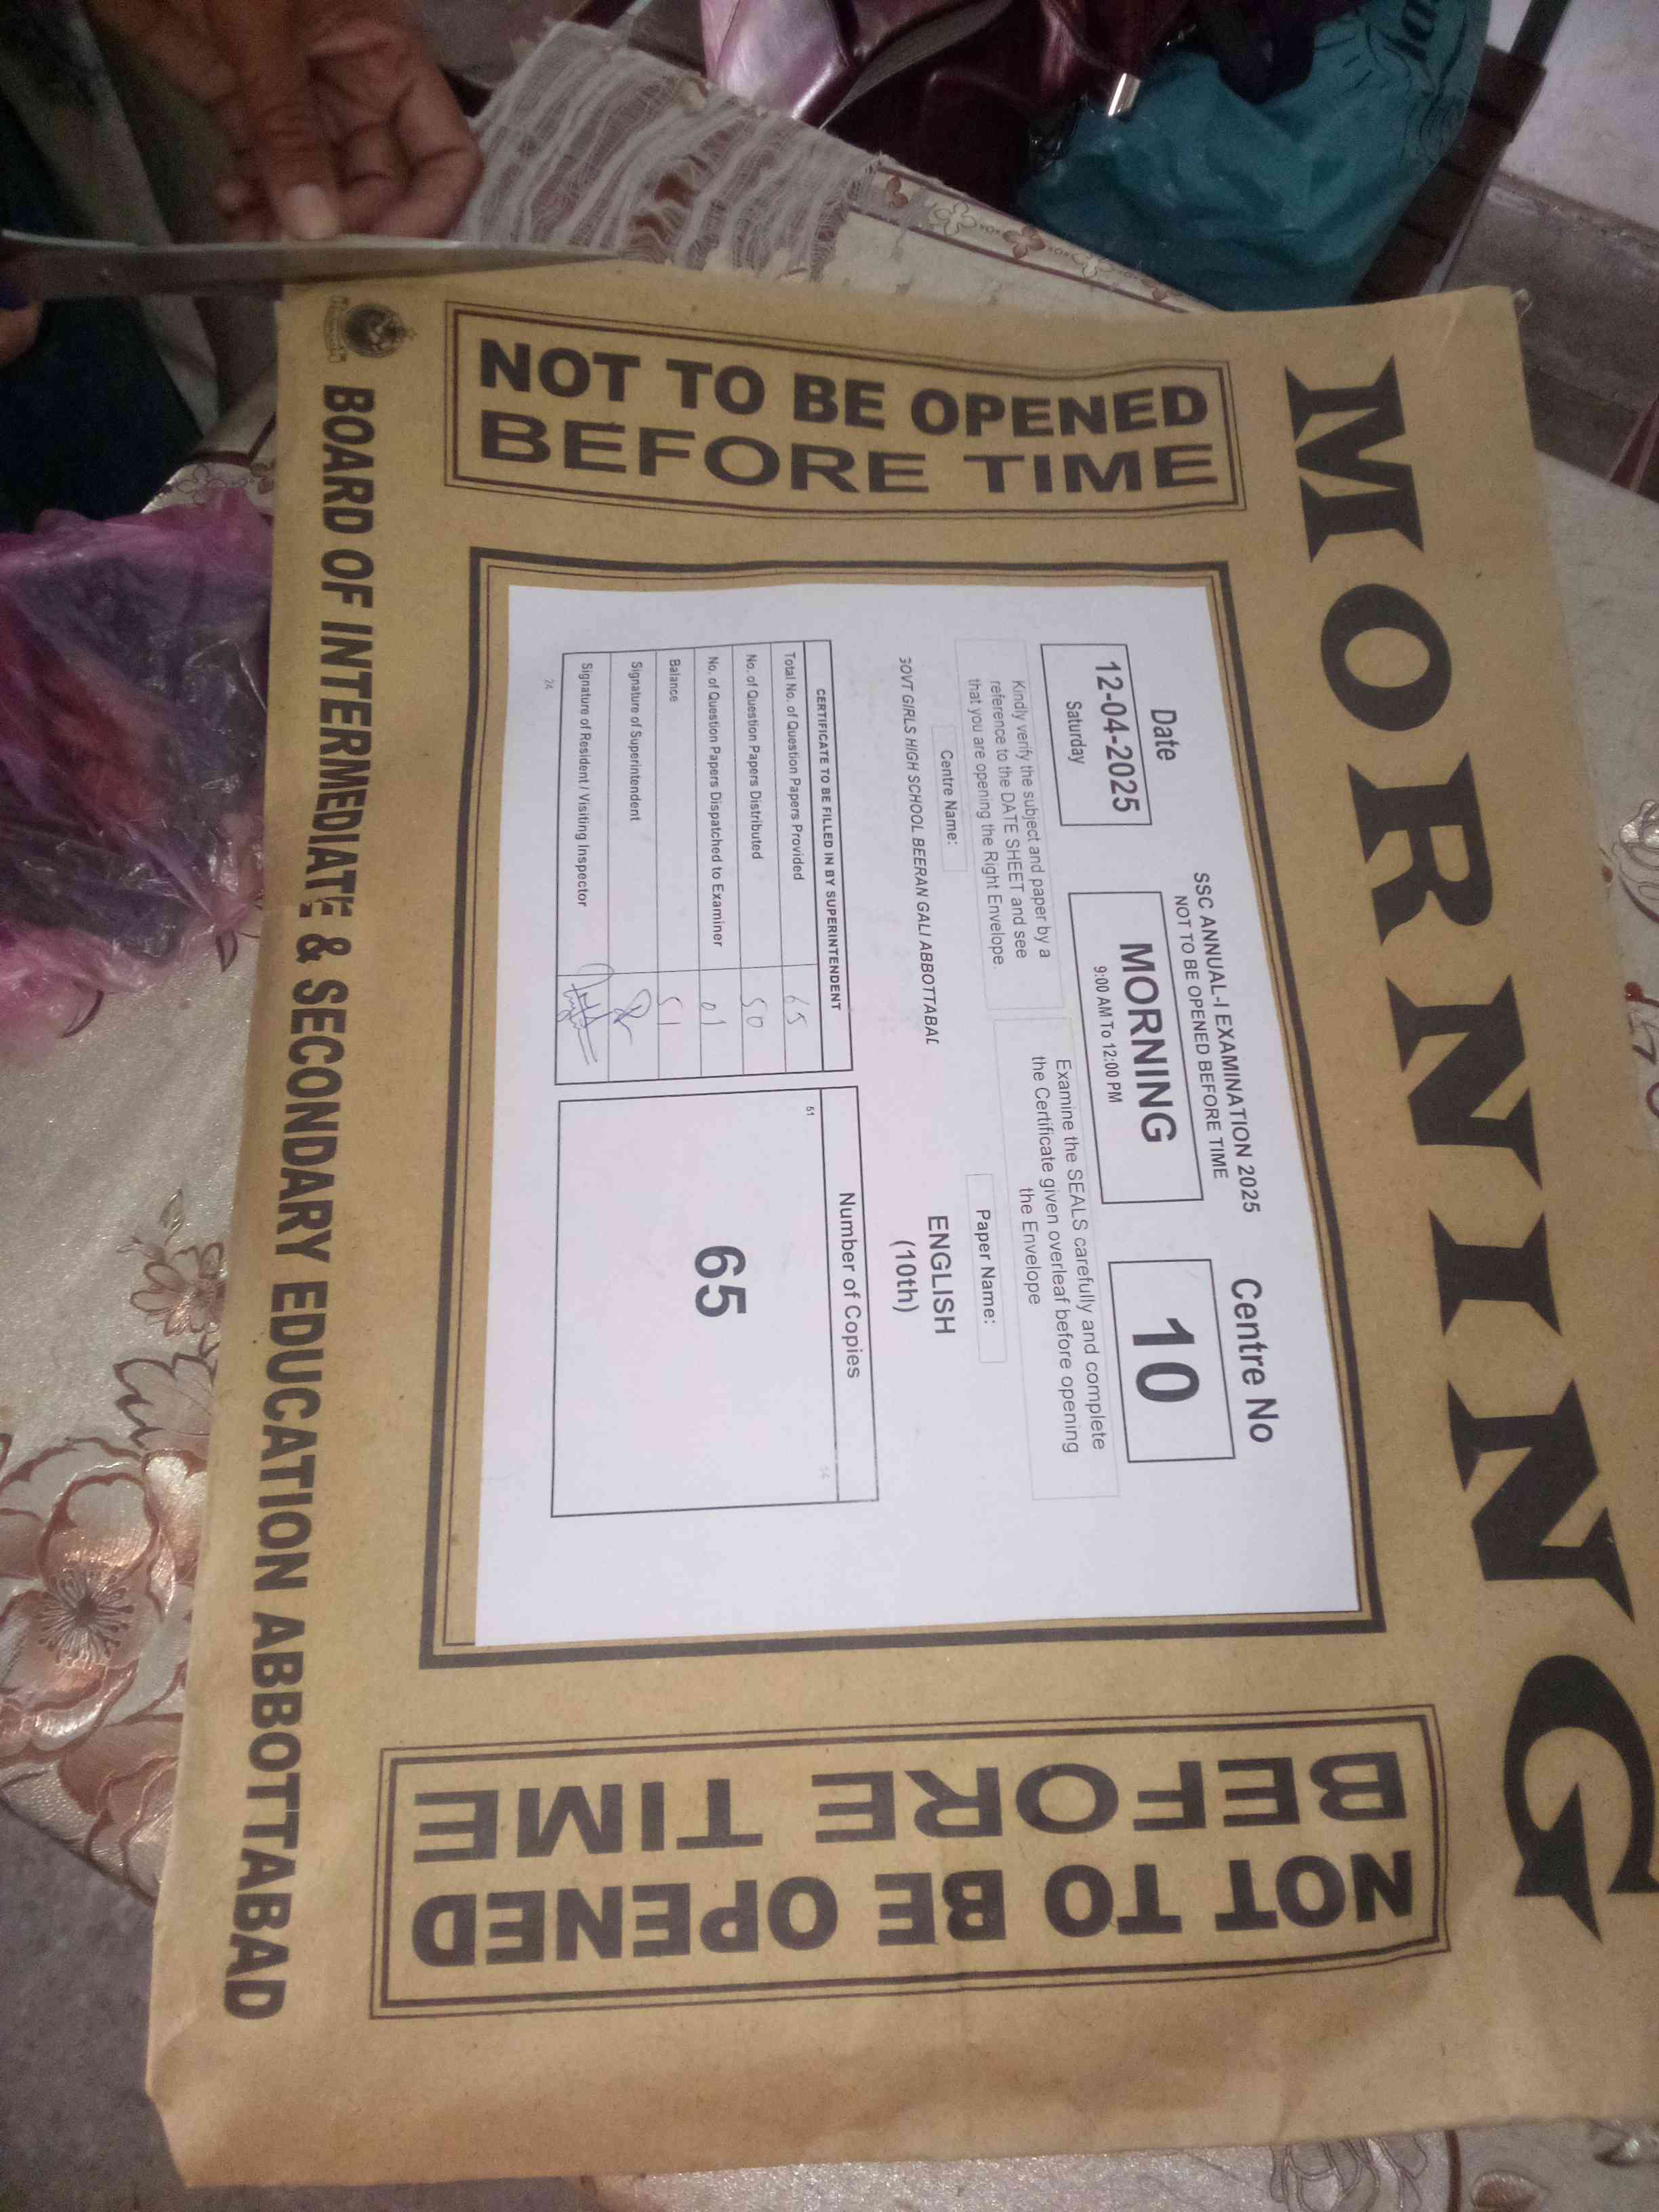 MORNING
NOT TO BE OPENED
BEFORE TIME
SSC ANNUAL-I EXAMINATION 2025
NOT TO BE OPENED BEFORE TIME
Date
12-04-2025
Saturday
MORNING
9:00 AM To 12:00 PM
Centre No
10
Kindly verify the subject and paper by a
reference to the DATE SHEET and see
that you are opening the Right Envelope.
Examine the SEALS carefully and complete
the Certificate given overleaf before opening
the Envelope
Centre Name:
GOVT GIRLS HIGH SCHOOL BEERAN GALI ABBOTTABAD
Paper Name:
ENGLISH
(10th)
CERTIFICATE TO BE FILLED IN BY SUPERINTENDENT
Total No. of Question Papers Provided 65
No. of Question Papers Distributed 50
No. of Question Papers Dispatched to Examiner 01
Balance 51
Signature of Superintendent
Signature of Resident / Visiting Inspector
24
Number of Copies
51
65
14
NOT TO BE OPENED
BEFORE TIME
BOARD OF INTERMEDIATE & SECONDARY EDUCATION ABBOTTABAD